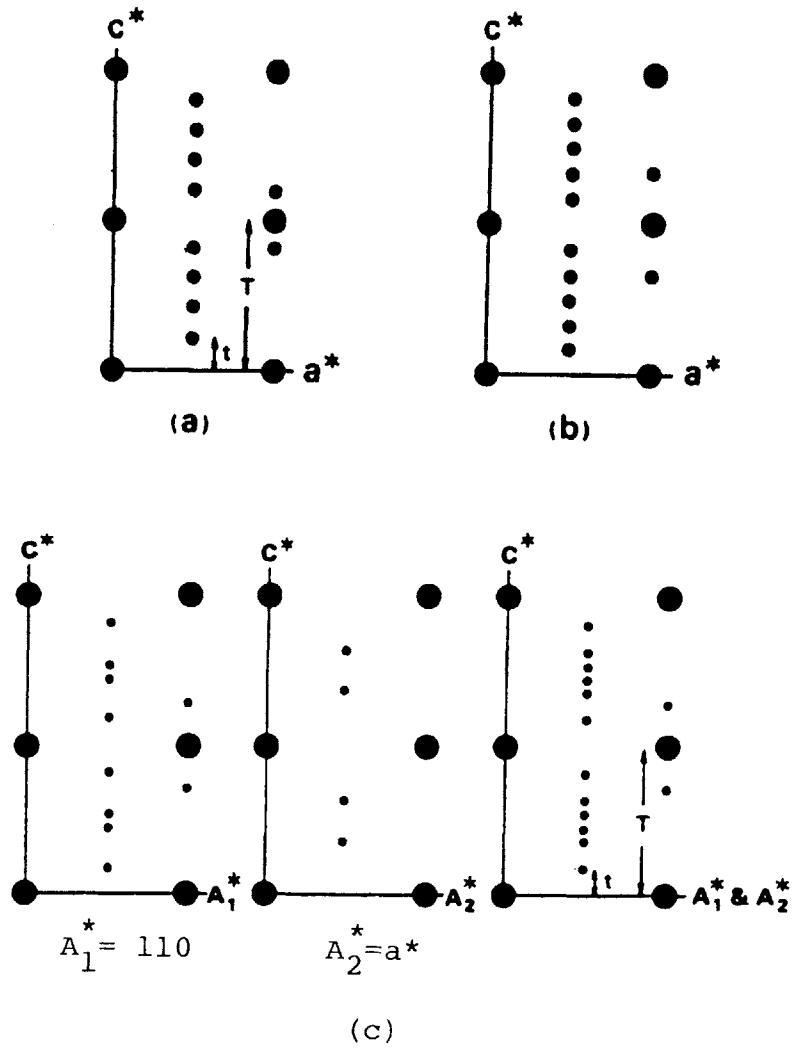 C*
T
t
a*
(a)
C*
a*
(b)
C*
A₁*
A₁* = 110
C*
A₂*
A₂* = a*
C*
T
t
A₁* & A₂*
(c)